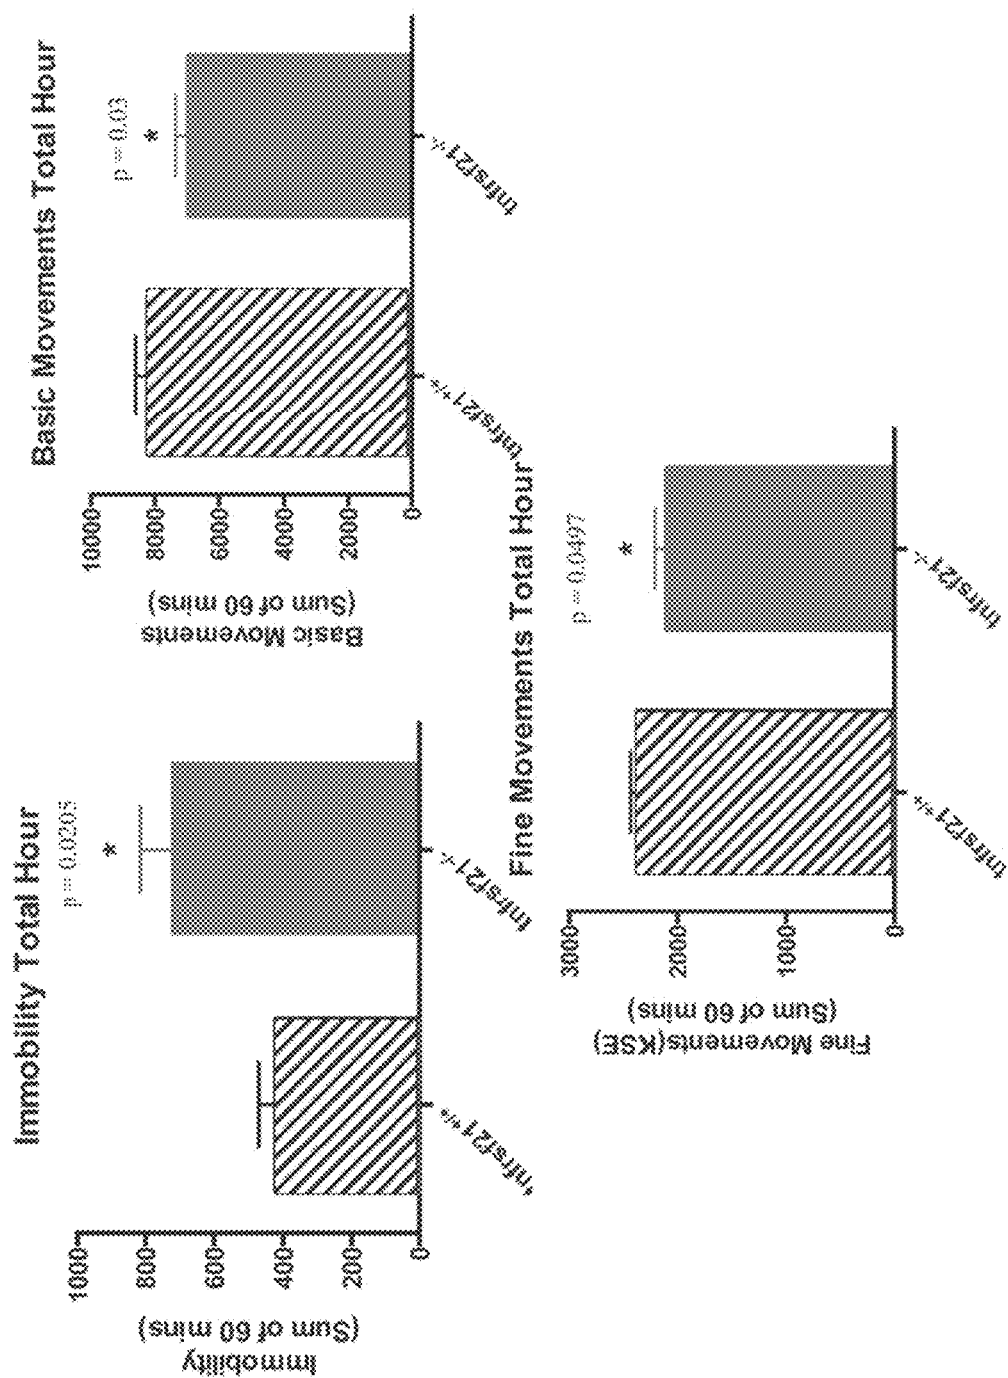 Immobility Total Hour
p = 0.0205
*
Immobility
(Sum of 60 mins)
1000
800
600
400
200
0
tnfrsf21+/+
tnfrsf21-/-
Basic Movements Total Hour
p = 0.03
*
Basic Movements
(Sum of 60 mins)
10000
8000
6000
4000
2000
0
tnfrsf21+/+
tnfrsf21-/-
Fine Movements Total Hour
p = 0.0497
*
Fine Movements(KSE)
(Sum of 60 mins)
3000
2000
1000
0
tnfrsf21+/+
tnfrsf21-/-